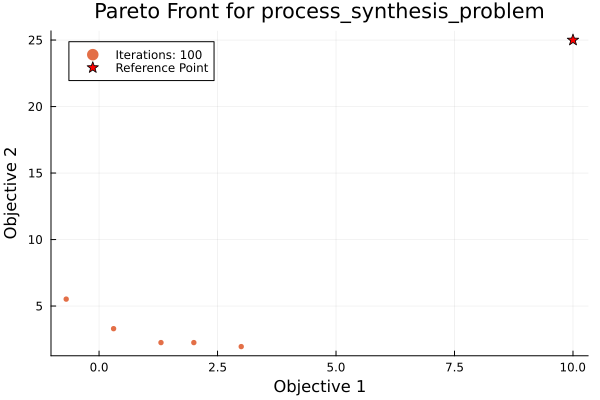 Pareto Front for process_synthesis_problem
Iterations: 100
Reference Point
Objective 2
25
20
15
10
5
0.0 2.5 5.0 7.5 10.0
Objective 1